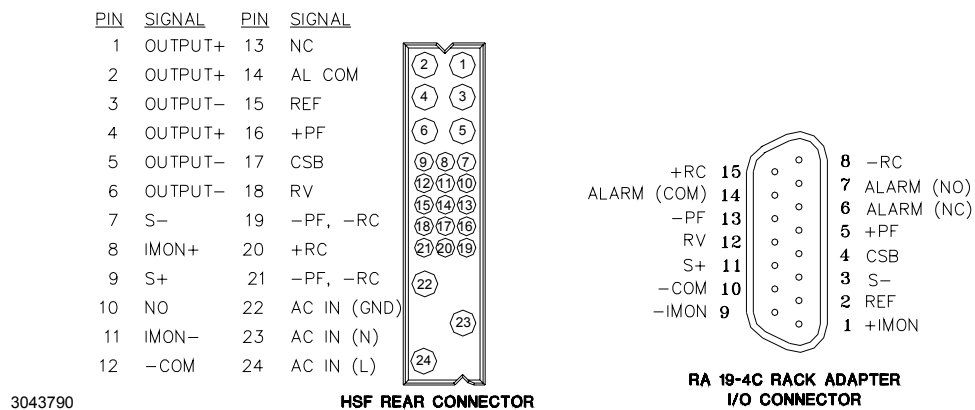 PIN SIGNAL PIN SIGNAL
1 OUTPUT+ 13 NC
2 OUTPUT+ 14 AL COM
3 OUTPUT− 15 REF
4 OUTPUT+ 16 +PF
5 OUTPUT− 17 CSB
6 OUTPUT− 18 RV
7 S− 19 −PF, −RC
8 IMON+ 20 +RC
9 S+ 21 −PF, −RC
10 NO 22 AC IN (GND)
11 IMON− 23 AC IN (N)
12 −COM 24 AC IN (L)
2 1
4 3
6 5
9 8 7
12 11 10
15 14 13
18 17 16
21 20 19
22
23
24
HSF REAR CONNECTOR
+RC 15
ALARM (COM) 14
−PF 13
RV 12
S+ 11
−COM 10
−IMON 9
8 −RC
7 ALARM (NO)
6 ALARM (NC)
5 +PF
4 CSB
3 S−
2 REF
1 +IMON
RA 19-4C RACK ADAPTER
I/O CONNECTOR
3043790